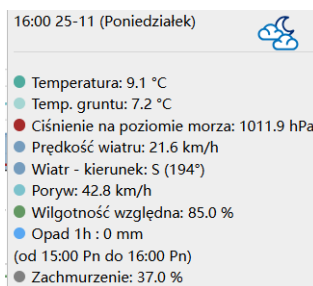 16:00 25-11 (Poniedziałek)
Temperatura: 9.1 °C
Temp. gruntu: 7.2 °C
Ciśnienie na poziomie morza: 1011.9 hPa
Prędkość wiatru: 21.6 km/h
Wiatr - kierunek: S (194°)
Poryw: 42.8 km/h
Wilgotność względna: 85.0 %
Opad 1h : 0 mm
(od 15:00 Pn do 16:00 Pn)
Zachmurzenie: 37.0 %